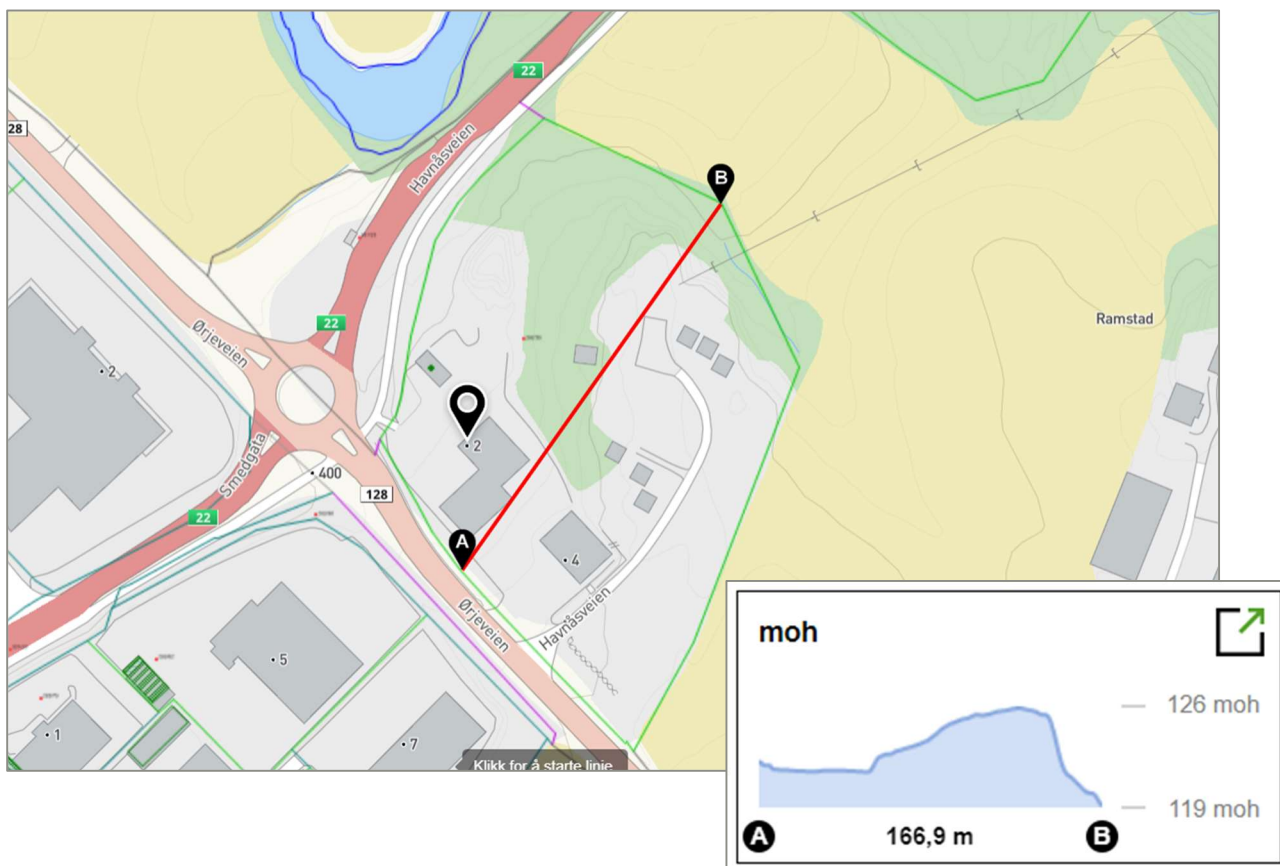 22
28
Havnåsveien
B
Ørjeveien
22
Ramstad
2
2
Smedgata
400
128
22
A
4
Ørjeveien
Havnåsveien
5
1
7
Klikk for å starte linje
moh
126 moh
119 moh
A
166,9 m
B